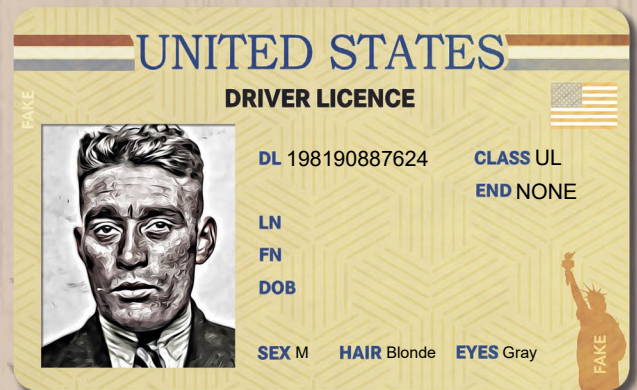 UNITED STATES
DRIVER LICENCE
FAKE
DL 198190887624 CLASS UL
END NONE
LN
FN
DOB
SEX M HAIR Blonde EYES Gray
FAKE